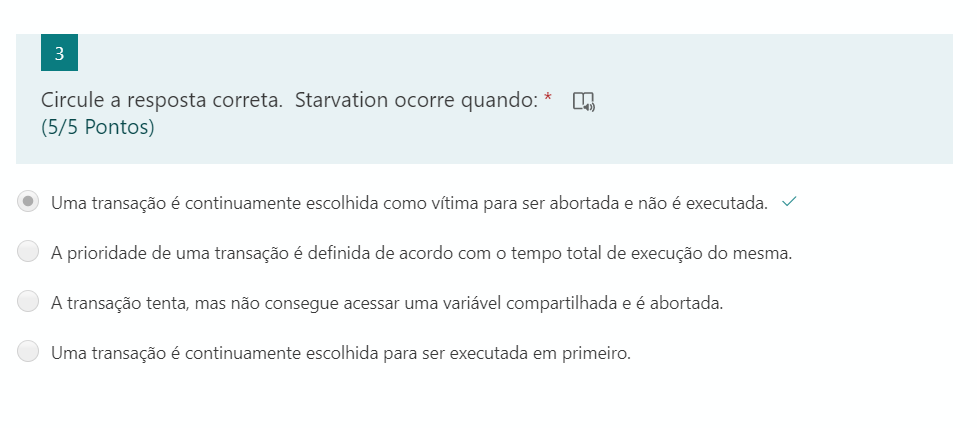 3
Circule a resposta correta. Starvation ocorre quando: *
(5/5 Pontos)
Uma transação é continuamente escolhida como vítima para ser abortada e não é executada.
A prioridade de uma transação é definida de acordo com o tempo total de execução do mesma.
A transação tenta, mas não consegue acessar uma variável compartilhada e é abortada.
Uma transação é continuamente escolhida para ser executada em primeiro.